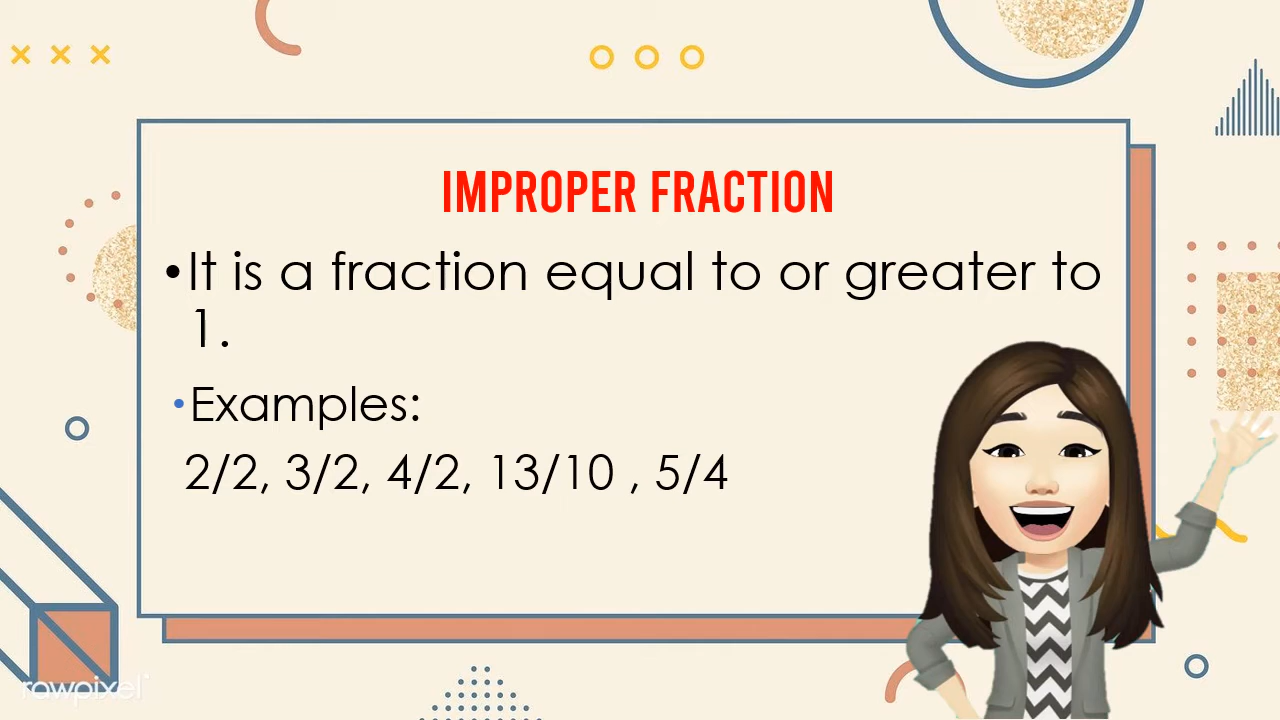 IMPROPER FRACTION
•It is a fraction equal to or greater to
1.
•Examples:
2/2, 3/2, 4/2, 13/10 , 5/4
rawpixel